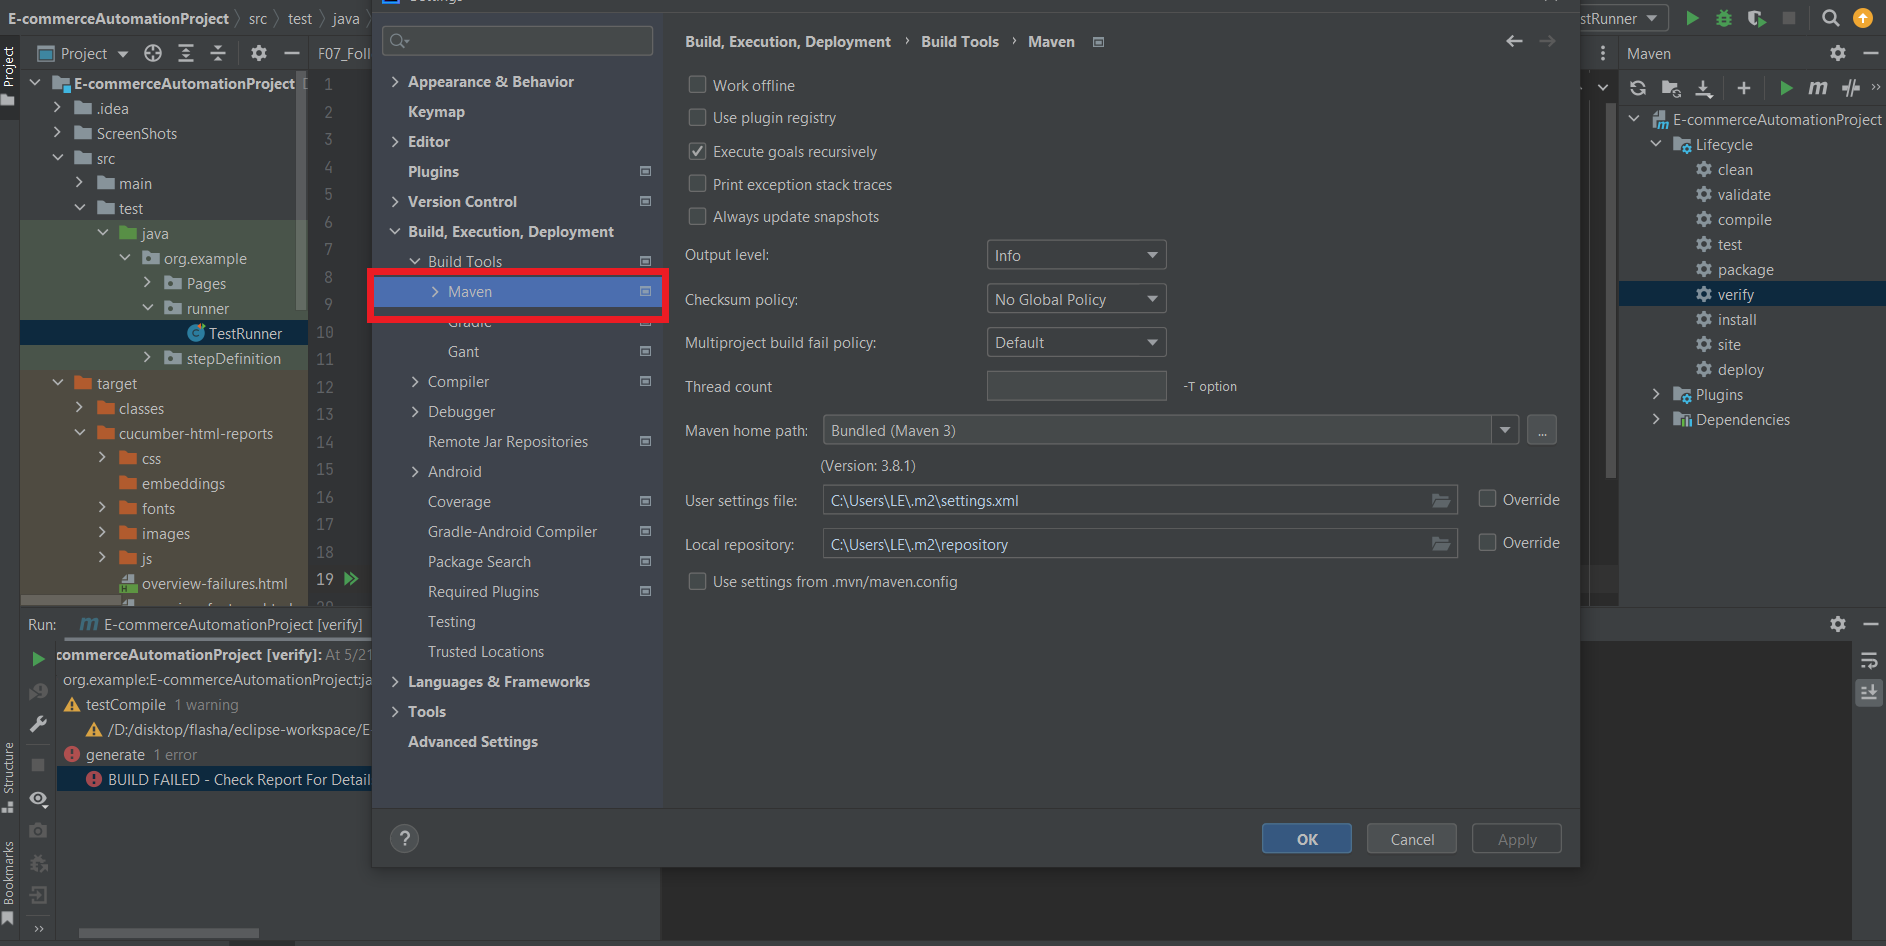 E-commerceAutomationProject 〉 src 〉 test 〉 java
Settings
TestRunner
Project
Project
F07_Foll
E-commerceAutomationProject
.idea
ScreenShots
src
main
test
java
org.example
Pages
runner
TestRunner
stepDefinition
target
classes
cucumber-html-reports
css
embeddings
fonts
images
js
overview-failures.html
1
2
3
4
5
6
7
8
9
10
11
12
13
14
15
16
17
18
19
20
Appearance & Behavior
Keymap
Editor
Plugins
Version Control
Build, Execution, Deployment
Build Tools
Maven
Gradle
Gant
Compiler
Debugger
Remote Jar Repositories
Android
Coverage
Gradle-Android Compiler
Package Search
Required Plugins
Testing
Trusted Locations
Languages & Frameworks
Tools
Advanced Settings
Build, Execution, Deployment › Build Tools › Maven
Work offline
Use plugin registry
Execute goals recursively
Print exception stack traces
Always update snapshots
Output level: Info
Checksum policy: No Global Policy
Multiproject build fail policy: Default
Thread count -T option
Maven home path: Bundled (Maven 3) ...
(Version: 3.8.1)
User settings file: C:\Users\LE\.m2\settings.xml Override
Local repository: C:\Users\LE\.m2\repository Override
Use settings from .mvn/maven.config
? OK Cancel Apply
Maven
E-commerceAutomationProject
Lifecycle
clean
validate
compile
test
package
verify
install
site
deploy
Plugins
Dependencies
Run: E-commerceAutomationProject [verify]
commerceAutomationProject [verify]: At 5/21
org.example:E-commerceAutomationProject:ja
testCompile 1 warning
/D:/disktop/flasha/eclipse-workspace/E
generate 1 error
BUILD FAILED - Check Report For Detail
Structure
Bookmarks